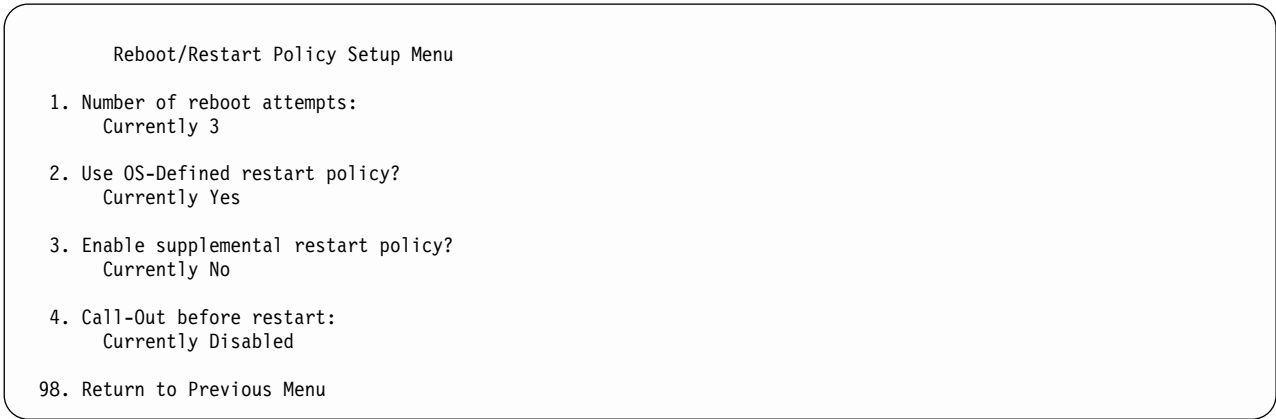 Reboot/Restart Policy Setup Menu
1. Number of reboot attempts:
Currently 3
2. Use OS-Defined restart policy?
Currently Yes
3. Enable supplemental restart policy?
Currently No
4. Call-Out before restart:
Currently Disabled
98. Return to Previous Menu